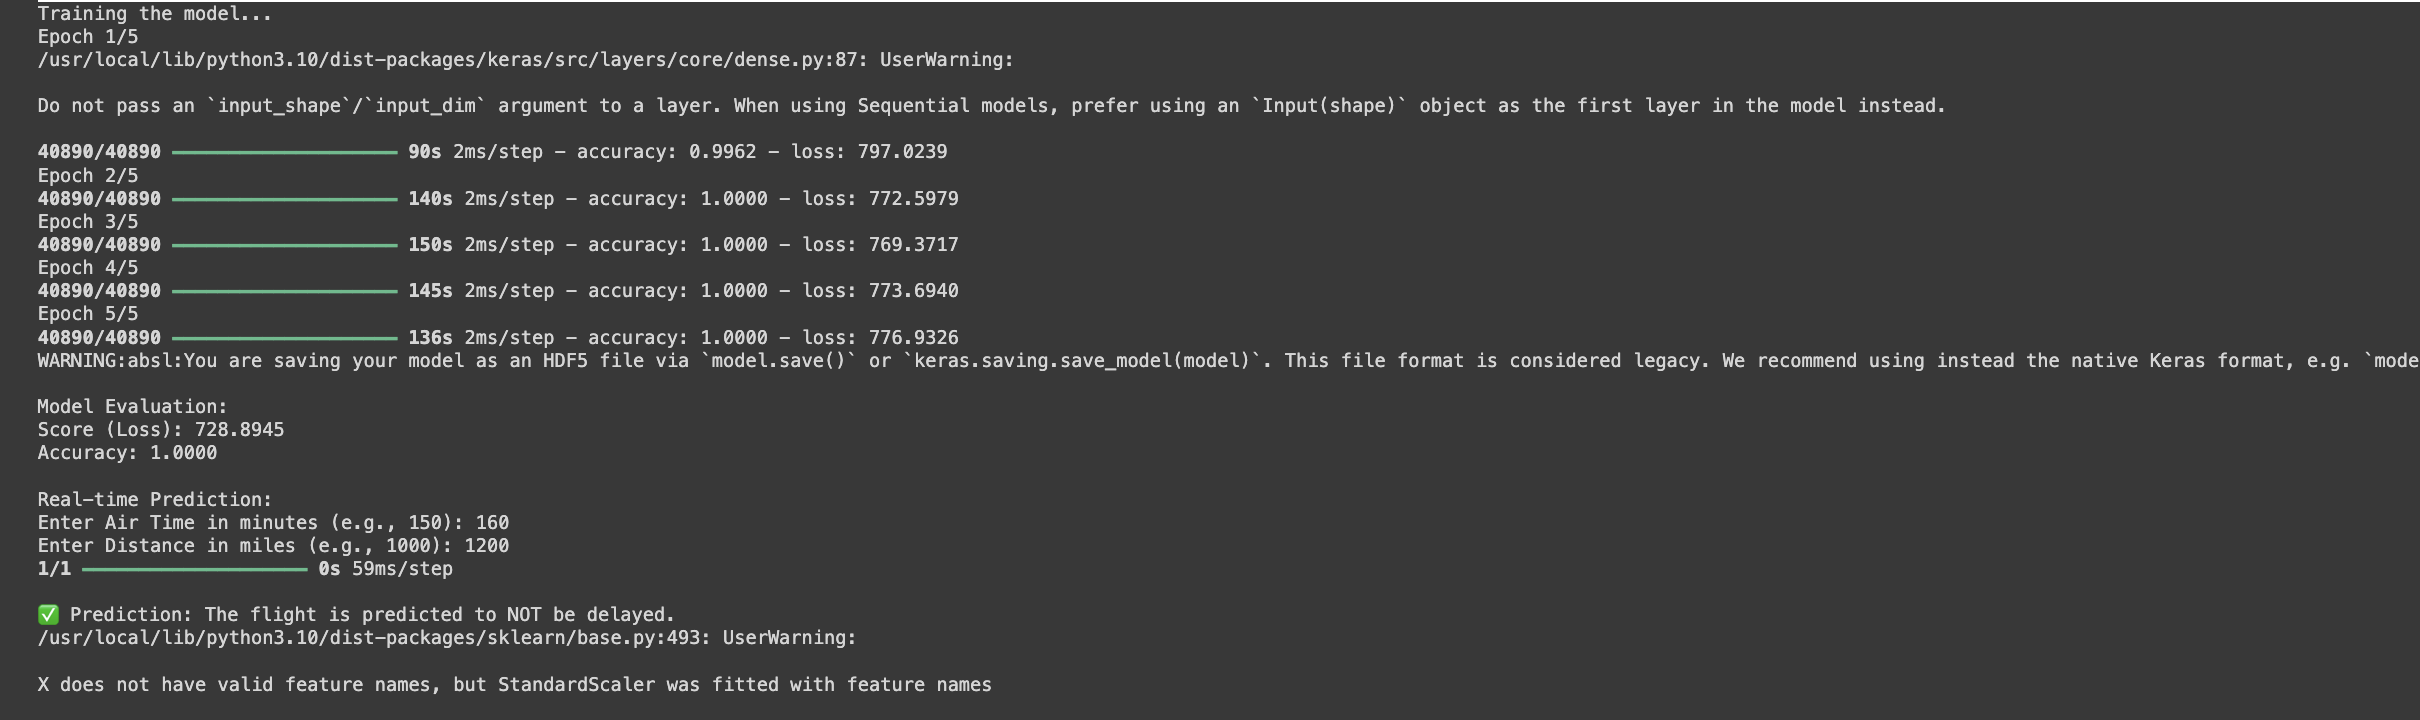 Training the model...
Epoch 1/5
/usr/local/lib/python3.10/dist-packages/keras/src/layers/core/dense.py:87: UserWarning:
Do not pass an `input_shape`/`input_dim` argument to a layer. When using Sequential models, prefer using an `Input(shape)` object as the first layer in the model instead.
40890/40890 ━━━━━━━━━━━━━━━━━━━━ 90s 2ms/step - accuracy: 0.9962 - loss: 797.0239
Epoch 2/5
40890/40890 ━━━━━━━━━━━━━━━━━━━━ 140s 2ms/step - accuracy: 1.0000 - loss: 772.5979
Epoch 3/5
40890/40890 ━━━━━━━━━━━━━━━━━━━━ 150s 2ms/step - accuracy: 1.0000 - loss: 769.3717
Epoch 4/5
40890/40890 ━━━━━━━━━━━━━━━━━━━━ 145s 2ms/step - accuracy: 1.0000 - loss: 773.6940
Epoch 5/5
40890/40890 ━━━━━━━━━━━━━━━━━━━━ 136s 2ms/step - accuracy: 1.0000 - loss: 776.9326
WARNING:absl:You are saving your model as an HDF5 file via `model.save()` or `keras.saving.save_model(model)`. This file format is considered legacy. We recommend using instead the native Keras format, e.g. `mode
Model Evaluation:
Score (Loss): 728.8945
Accuracy: 1.0000
Real-time Prediction:
Enter Air Time in minutes (e.g., 150): 160
Enter Distance in miles (e.g., 1000): 1200
1/1 ━━━━━━━━━━━━━━━━━━━━ 0s 59ms/step
✅ Prediction: The flight is predicted to NOT be delayed.
/usr/local/lib/python3.10/dist-packages/sklearn/base.py:493: UserWarning:
X does not have valid feature names, but StandardScaler was fitted with feature names